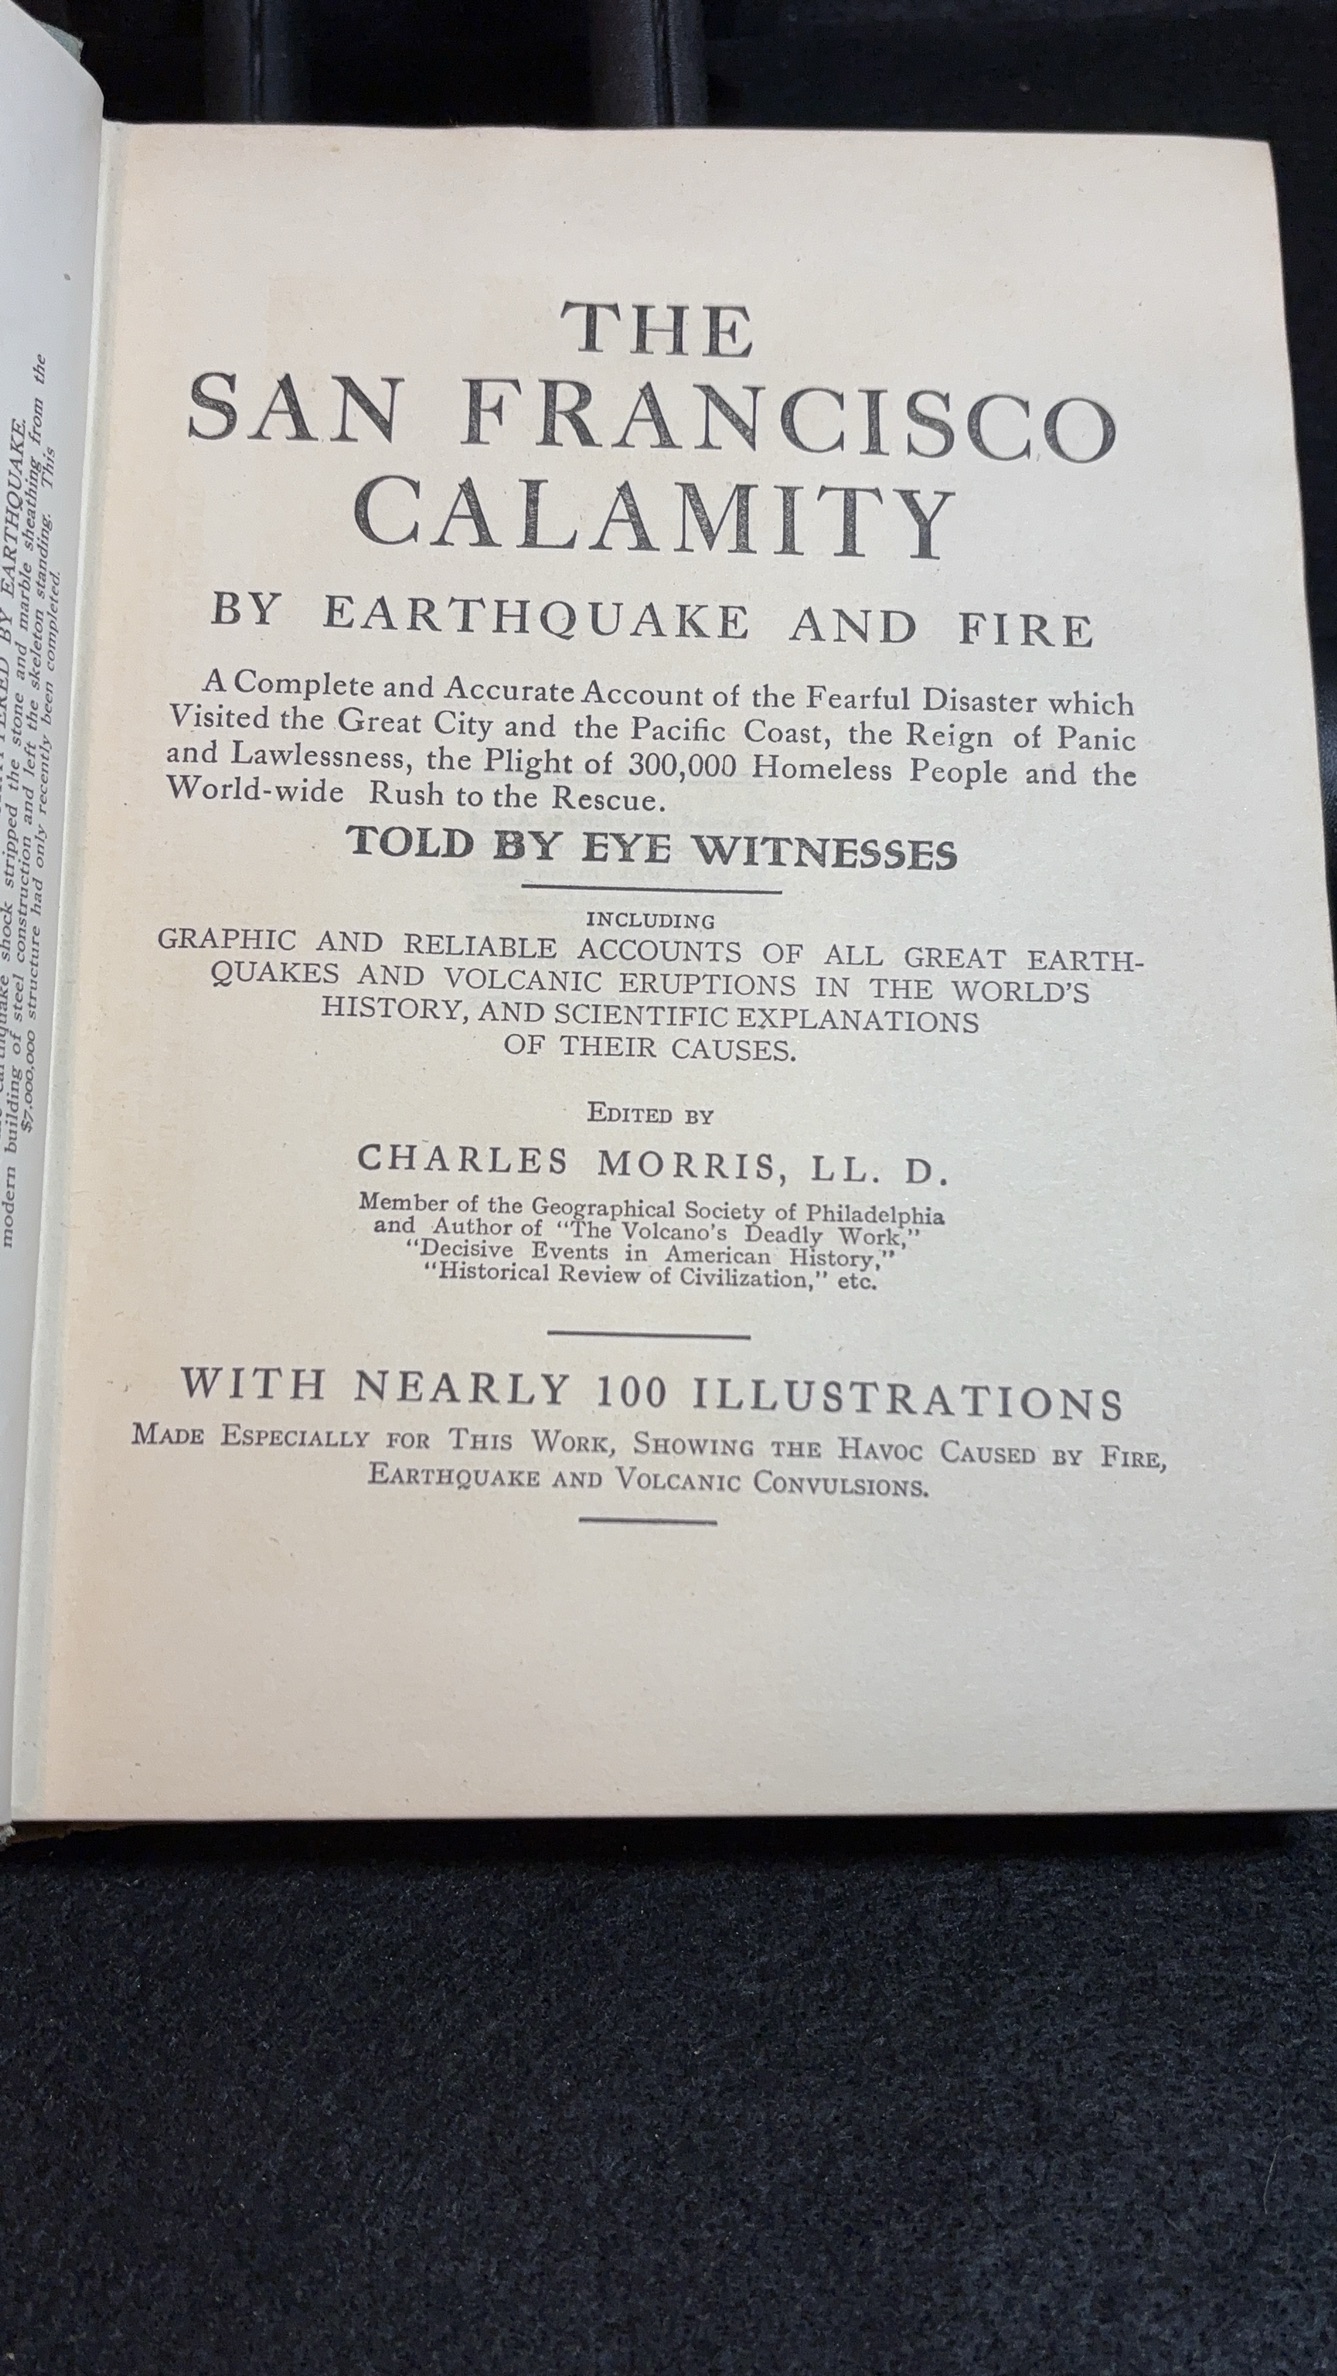 SHATTERED BY EARTHQUAKE.
earthquake shock stripped the stone and marble sheathing from the
modern building of steel construction and left the skeleton standing. This
$7,000,000 structure had only recently been completed.
THE
SAN FRANCISCO
CALAMITY
BY EARTHQUAKE AND FIRE
A Complete and Accurate Account of the Fearful Disaster which
Visited the Great City and the Pacific Coast, the Reign of Panic
and Lawlessness, the Plight of 300,000 Homeless People and the
World-wide Rush to the Rescue.
TOLD BY EYE WITNESSES
INCLUDING
GRAPHIC AND RELIABLE ACCOUNTS OF ALL GREAT EARTH-
QUAKES AND VOLCANIC ERUPTIONS IN THE WORLD'S
HISTORY, AND SCIENTIFIC EXPLANATIONS
OF THEIR CAUSES.
EDITED BY
CHARLES MORRIS, LL. D.
Member of the Geographical Society of Philadelphia
and Author of "The Volcano's Deadly Work,"
"Decisive Events in American History,"
"Historical Review of Civilization," etc.
WITH NEARLY 100 ILLUSTRATIONS
MADE ESPECIALLY FOR THIS WORK, SHOWING THE HAVOC CAUSED BY FIRE,
EARTHQUAKE AND VOLCANIC CONVULSIONS.